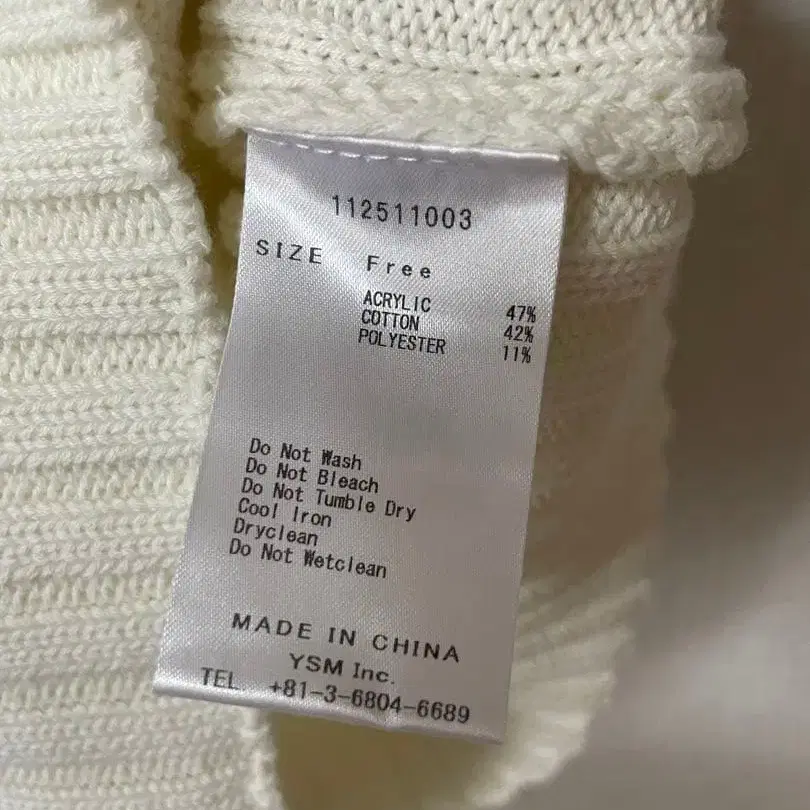 112511003
SIZE Free
ACRYLIC 47%
COTTON 42%
POLYESTER 11%
Do Not Wash
Do Not Bleach
Do Not Tumble Dry
Cool Iron
Dryclean
Do Not Wetclean
MADE IN CHINA
YSM Inc.
TEL +81-3-6804-6689